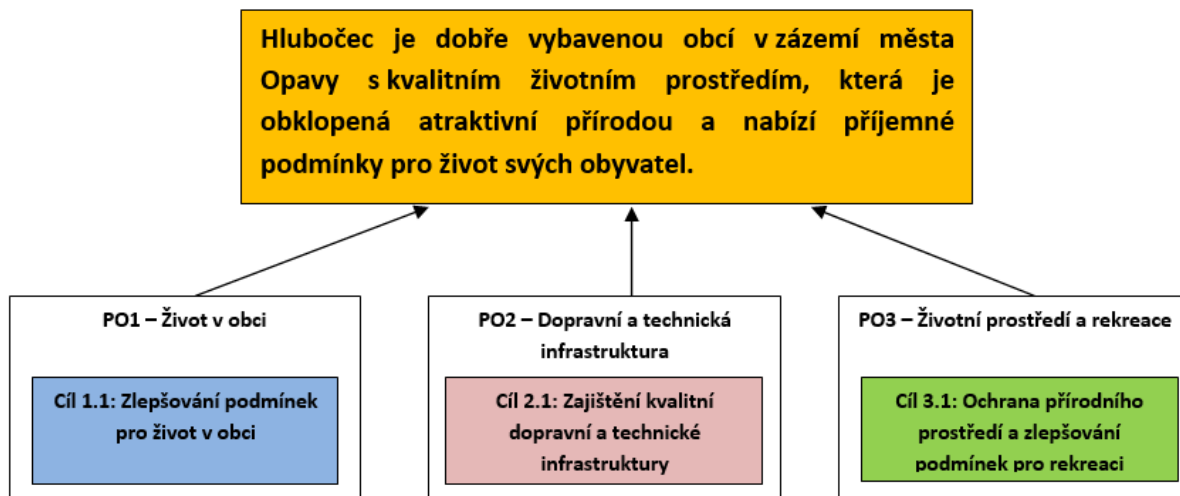 Hlubočec je dobře vybavenou obcí v zázemí města
Opavy s kvalitním životním prostředím, která je
obklopená atraktivní přírodou a nabízí příjemné
podmínky pro život svých obyvatel.
PO1 – Život v obci
Cíl 1.1: Zlepšování podmínek
pro život v obci
PO2 – Dopravní a technická
infrastruktura
Cíl 2.1: Zajištění kvalitní
dopravní a technické
infrastruktury
PO3 – Životní prostředí a rekreace
Cíl 3.1: Ochrana přírodního
prostředí a zlepšování
podmínek pro rekreaci